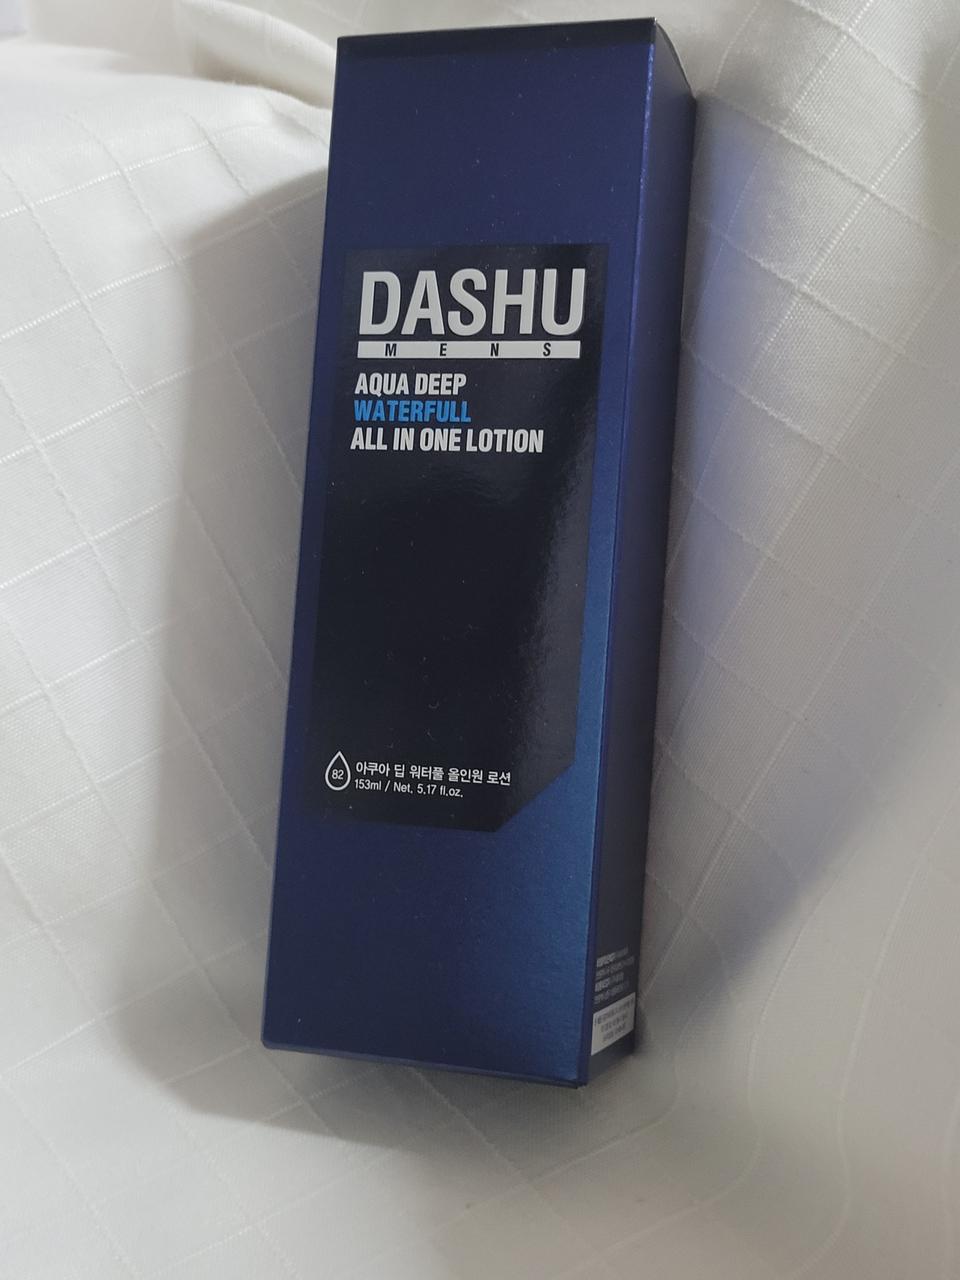 DASHU
MENS
AQUA DEEP
WATERFULL
ALL IN ONE LOTION
82
아쿠아 딥 워터풀 올인원 로션
153ml / Net. 5.17 fl.oz.